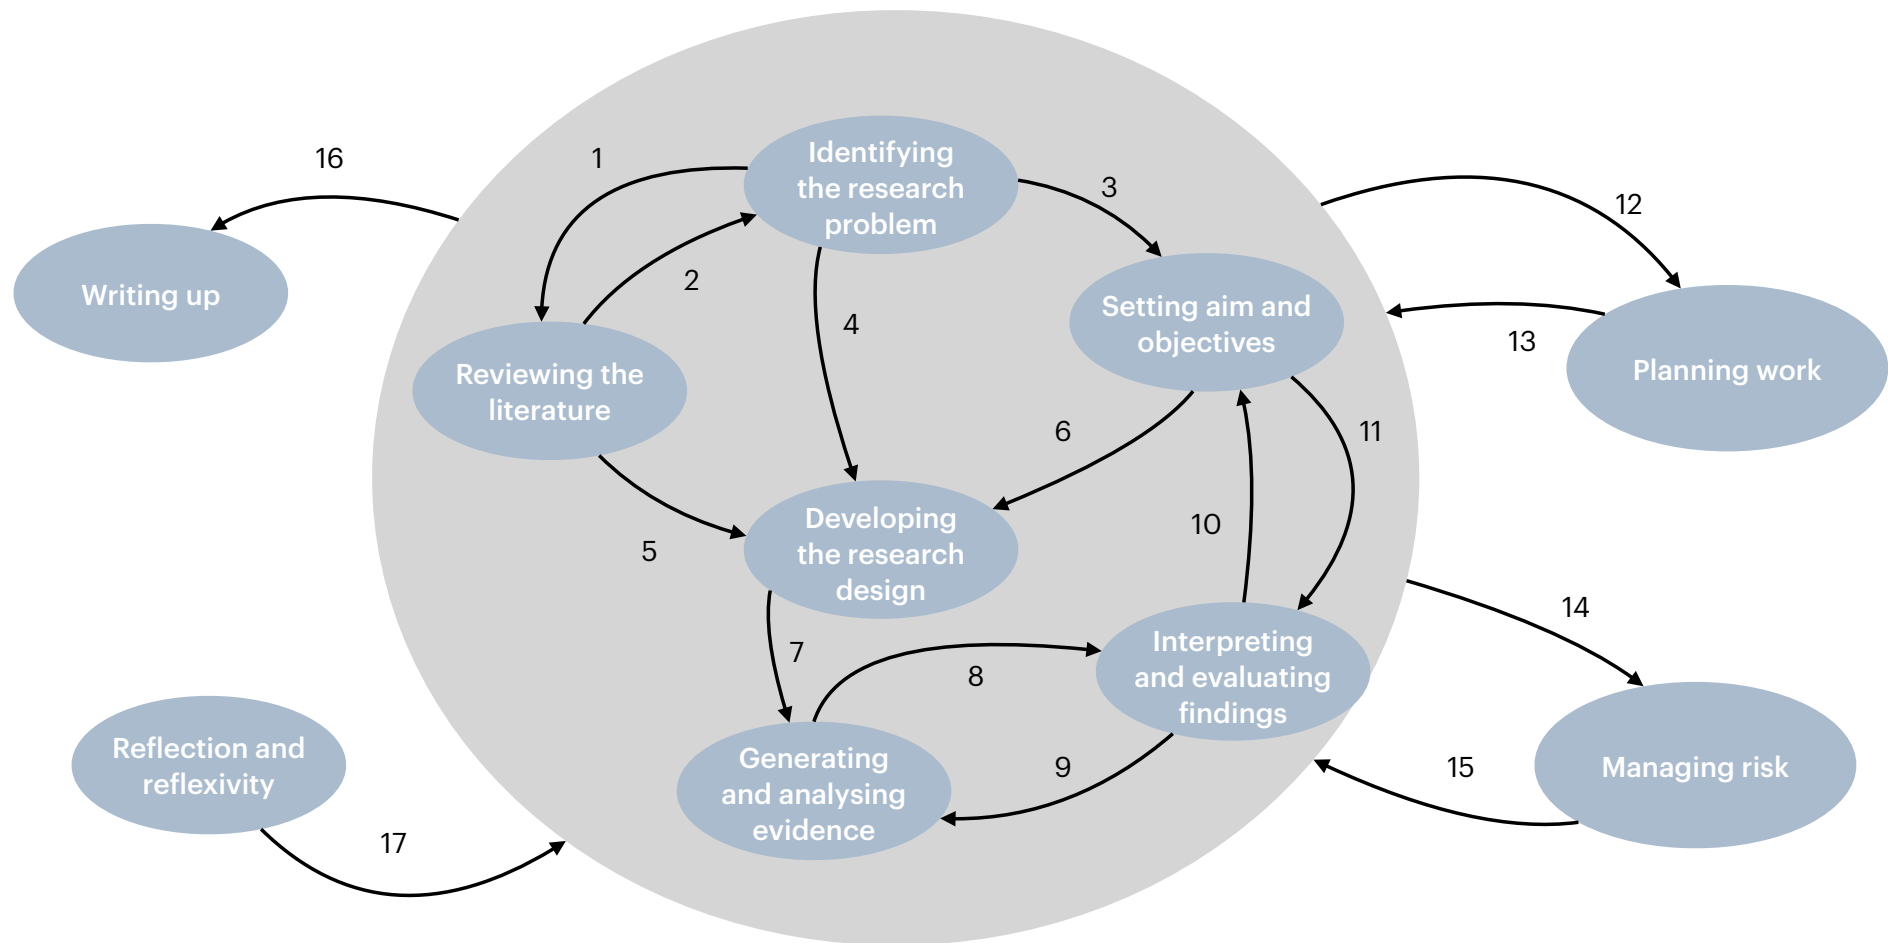 16
1
Identifying
the research
problem
3
12
2
Writing up
4
Setting aim and
objectives
13
Planning work
Reviewing the
literature
6
11
5
Developing
the research
design
10
14
7
8
Interpreting
and evaluating
findings
Reflection and
reflexivity
Generating
and analysing
evidence
9
15
Managing risk
17